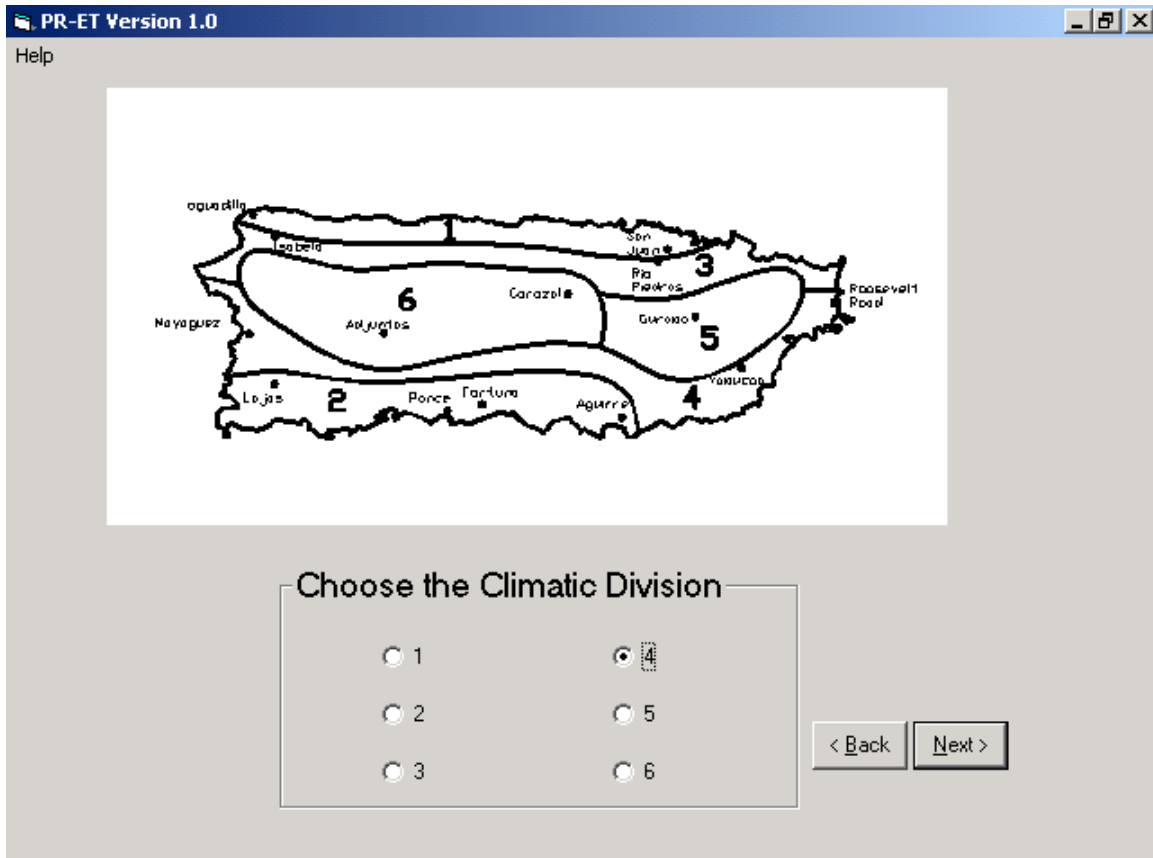 PR-ET Version 1.0
Help
aguadilla
1
Isabela
San
Juan
3
Rio
Piedras
6
Corozal
Roosevelt
Road
Mayaguez
Adjuntas
Gurabo
5
Yabucoa
Lajas
2
Ponce
Fortuna
Aguirre
4
Choose the Climatic Division
1
4
2
5
3
6
< Back
Next >